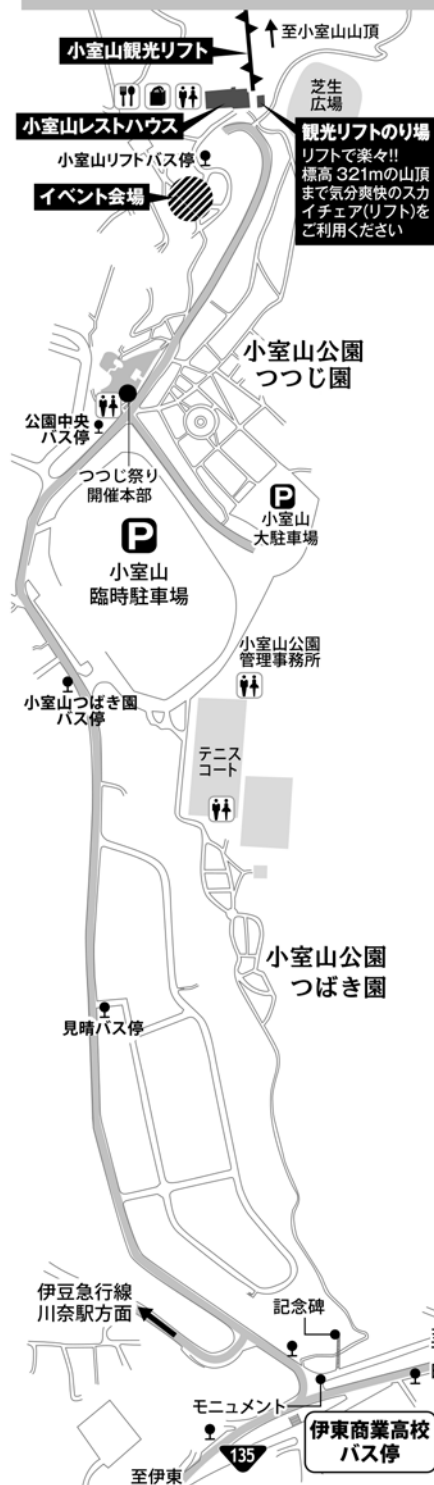 小室山観光リフト
至小室山山頂
芝生
広場
小室山レストハウス
観光リフトのり場
リフトで楽々!!
標高321mの山頂
まで気分爽快のスカ
イチェア(リフト)を
ご利用ください
小室山リフトバス停
イベント会場
小室山公園
つつじ園
公園中央
バス停
つつじ祭り
開催本部
P
小室山
大駐車場
P
小室山
臨時駐車場
小室山公園
管理事務所
小室山つばき園
バス停
テニス
コート
小室山公園
つばき園
見晴バス停
伊豆急行線
川奈駅方面
記念碑
モニュメント
伊東商業高校
バス停
135
至伊東